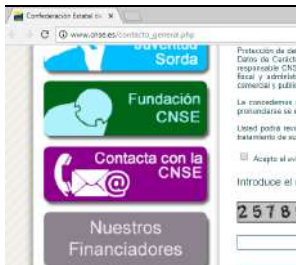 Confederación Estatal de
www.cnse.es/contacto_general.php
Juventud
Sorda
Fundación
CNSE
Contacta con la
CNSE
@
Nuestros
Financiadores
Protección de de
Datos de Caráct
responsable CNS
fiscal y administ
comercial y publi
Le concedemos
pronunciarse se e
Usted podrá rev
tratamiento de su
Acepto el avi
Introduce el
2578